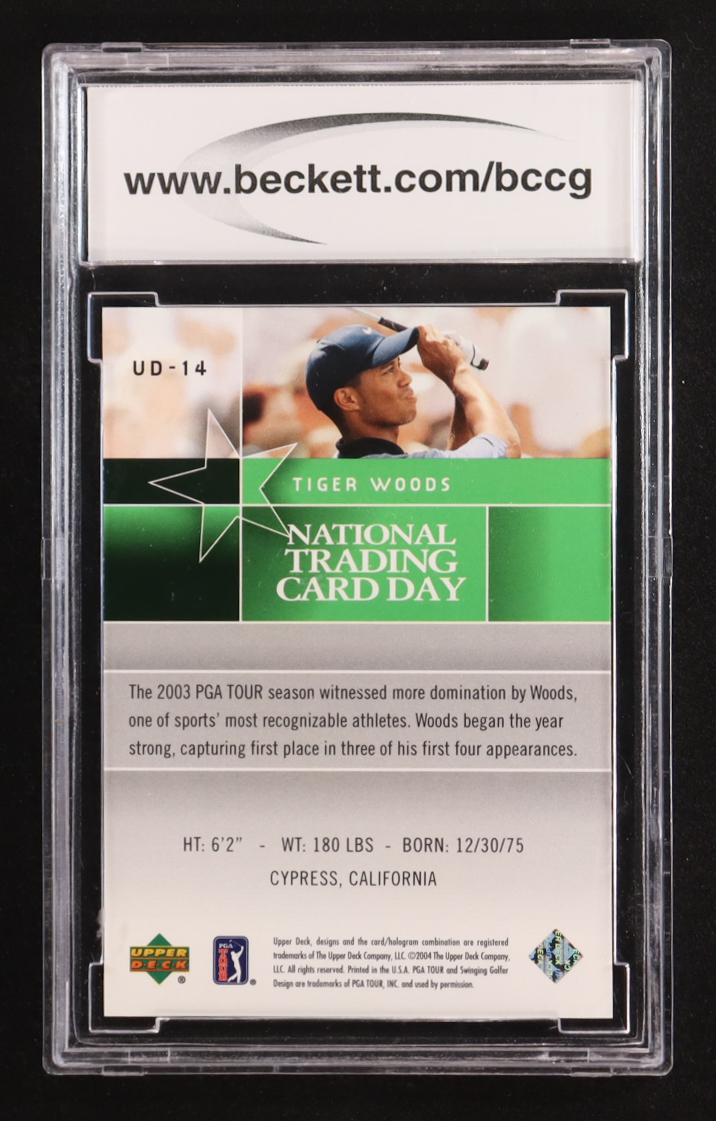 www.beckett.com/bccg
UD-14
TIGER WOODS
NATIONAL
TRADING
CARD DAY
The 2003 PGA TOUR season witnessed more domination by Woods,
one of sports' most recognizable athletes. Woods began the year
strong, capturing first place in three of his first four appearances.
HT: 6'2" - WT: 180 LBS - BORN: 12/30/75
CYPRESS, CALIFORNIA
UPPER
DECK
®
PGA
TOUR
®
Upper Deck, designs and the card/hologram combination are registered
trademarks of The Upper Deck Company, LLC. ©2004 The Upper Deck Company,
LLC. All rights reserved. Printed in the U.S.A. PGA TOUR and Swinging Golfer
Design are trademarks of PGA TOUR, INC. and used by permission.